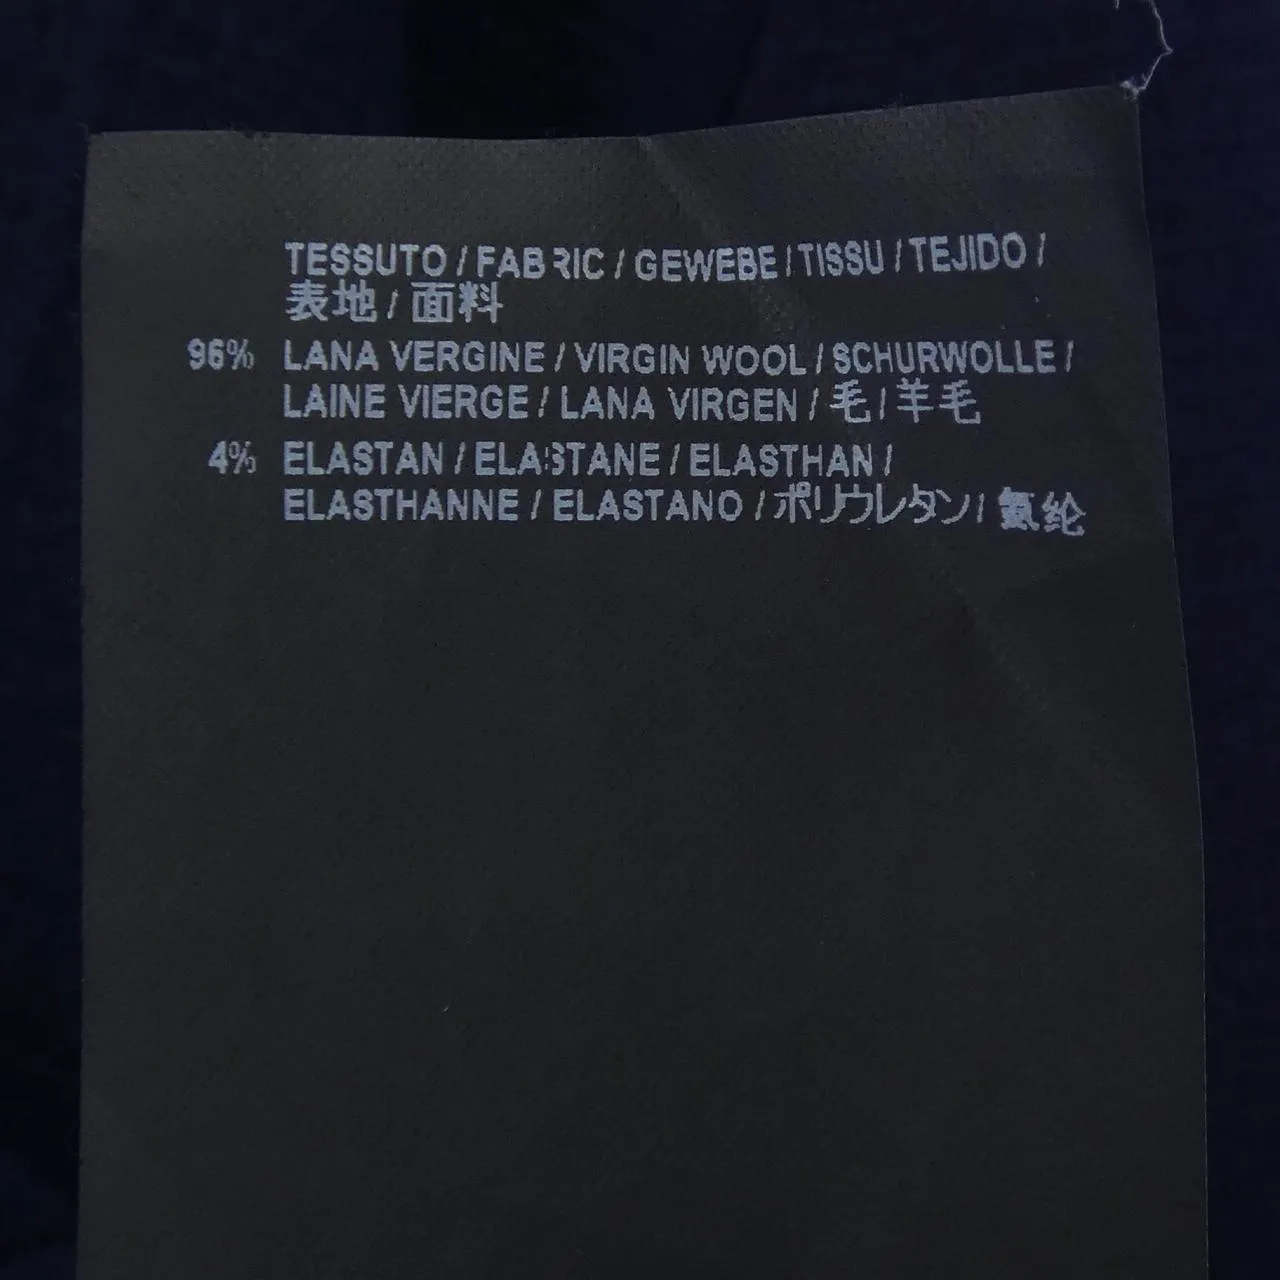 TESSUTO / FABRIC / GEWEBE / TISSU / TEJIDO /
表地 / 面料
96% LANA VERGINE / VIRGIN WOOL / SCHURWOLLE /
LAINE VIERGE / LANA VIRGEN / 毛 / 羊毛
4% ELASTAN / ELASTANE / ELASTHAN /
ELASTHANNE / ELASTANO / ポリウレタン / 氨纶